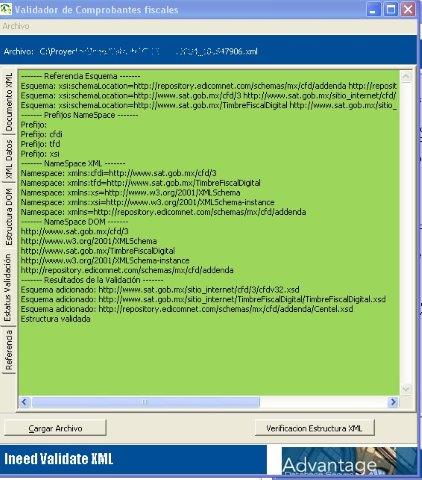 Validador de Comprobantes fiscales
Archivo
Archivo: C:\Proyer 647906.xml
Documento XML
XML Datos
Estructura DOM
Estatus Validación
Referencia
------- Referencia Esquema -------
Esquema: xsi:schemaLocation=http://repository.edicomnet.com/schemas/mx/cfd/addenda http://reposit
Esquema: xsi:schemaLocation=http://www.sat.gob.mx/cfd/3 http://www.sat.gob.mx/sitio_internet/cfd/
Esquema: xsi:schemaLocation=http://www.sat.gob.mx/TimbreFiscalDigital http://www.sat.gob.mx/sitio_
------- Prefijos NameSpace -------
Prefijo:
Prefijo: cfdi
Prefijo: tfd
Prefijo: xsi
------- NameSpace XML -------
Namespace: xmlns:cfdi=http://www.sat.gob.mx/cfd/3
Namespace: xmlns:tfd=http://www.sat.gob.mx/TimbreFiscalDigital
Namespace: xmlns:xs=http://www.w3.org/2001/XMLSchema
Namespace: xmlns:xsi=http://www.w3.org/2001/XMLSchema-instance
Namespace: xmlns=http://repository.edicomnet.com/schemas/mx/cfd/addenda
------- NameSpace DOM -------
http://www.sat.gob.mx/cfd/3
http://www.w3.org/2001/XMLSchema
http://www.sat.gob.mx/TimbreFiscalDigital
http://www.w3.org/2001/XMLSchema-instance
http://repository.edicomnet.com/schemas/mx/cfd/addenda
------- Resultados de la Validación -------
Esquema adicionado: http://www.sat.gob.mx/sitio_internet/cfd/3/cfdv32.xsd
Esquema adicionado: http://www.sat.gob.mx/sitio_internet/TimbreFiscalDigital/TimbreFiscalDigital.xsd
Esquema adicionado: http://repository.edicomnet.com/schemas/mx/cfd/addenda/Centel.xsd
Estructura validada
Cargar Archivo
Verificacion Estructura XML
Ineed Validate XML
Advantage